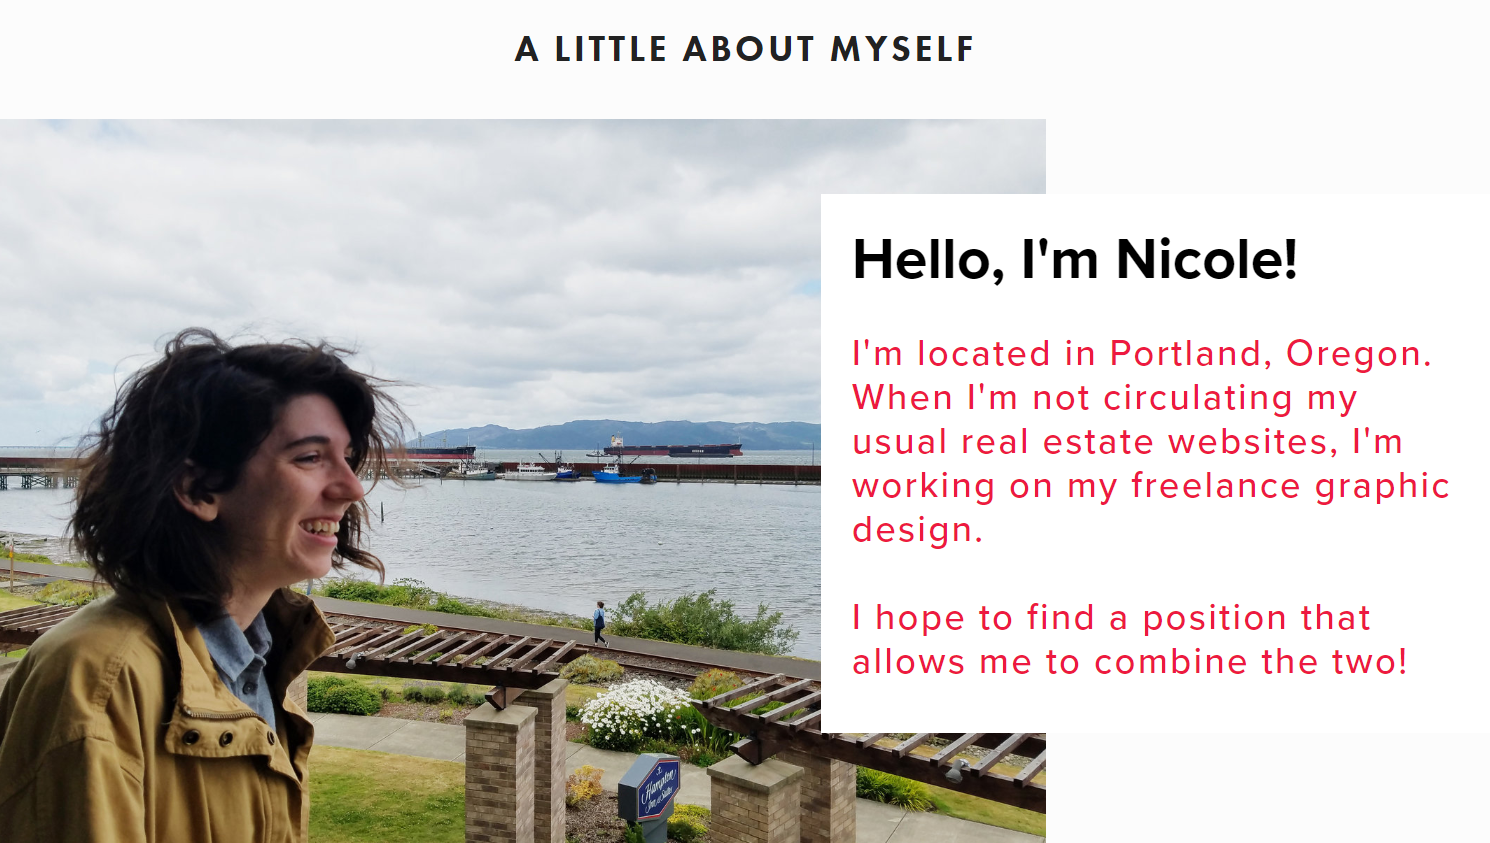 A LITTLE ABOUT MYSELF
Hello, I'm Nicole!
I'm located in Portland, Oregon.
When I'm not circulating my
usual real estate websites, I'm
working on my freelance graphic
design.
I hope to find a position that
allows me to combine the two!
Hampton
Inn & Suites